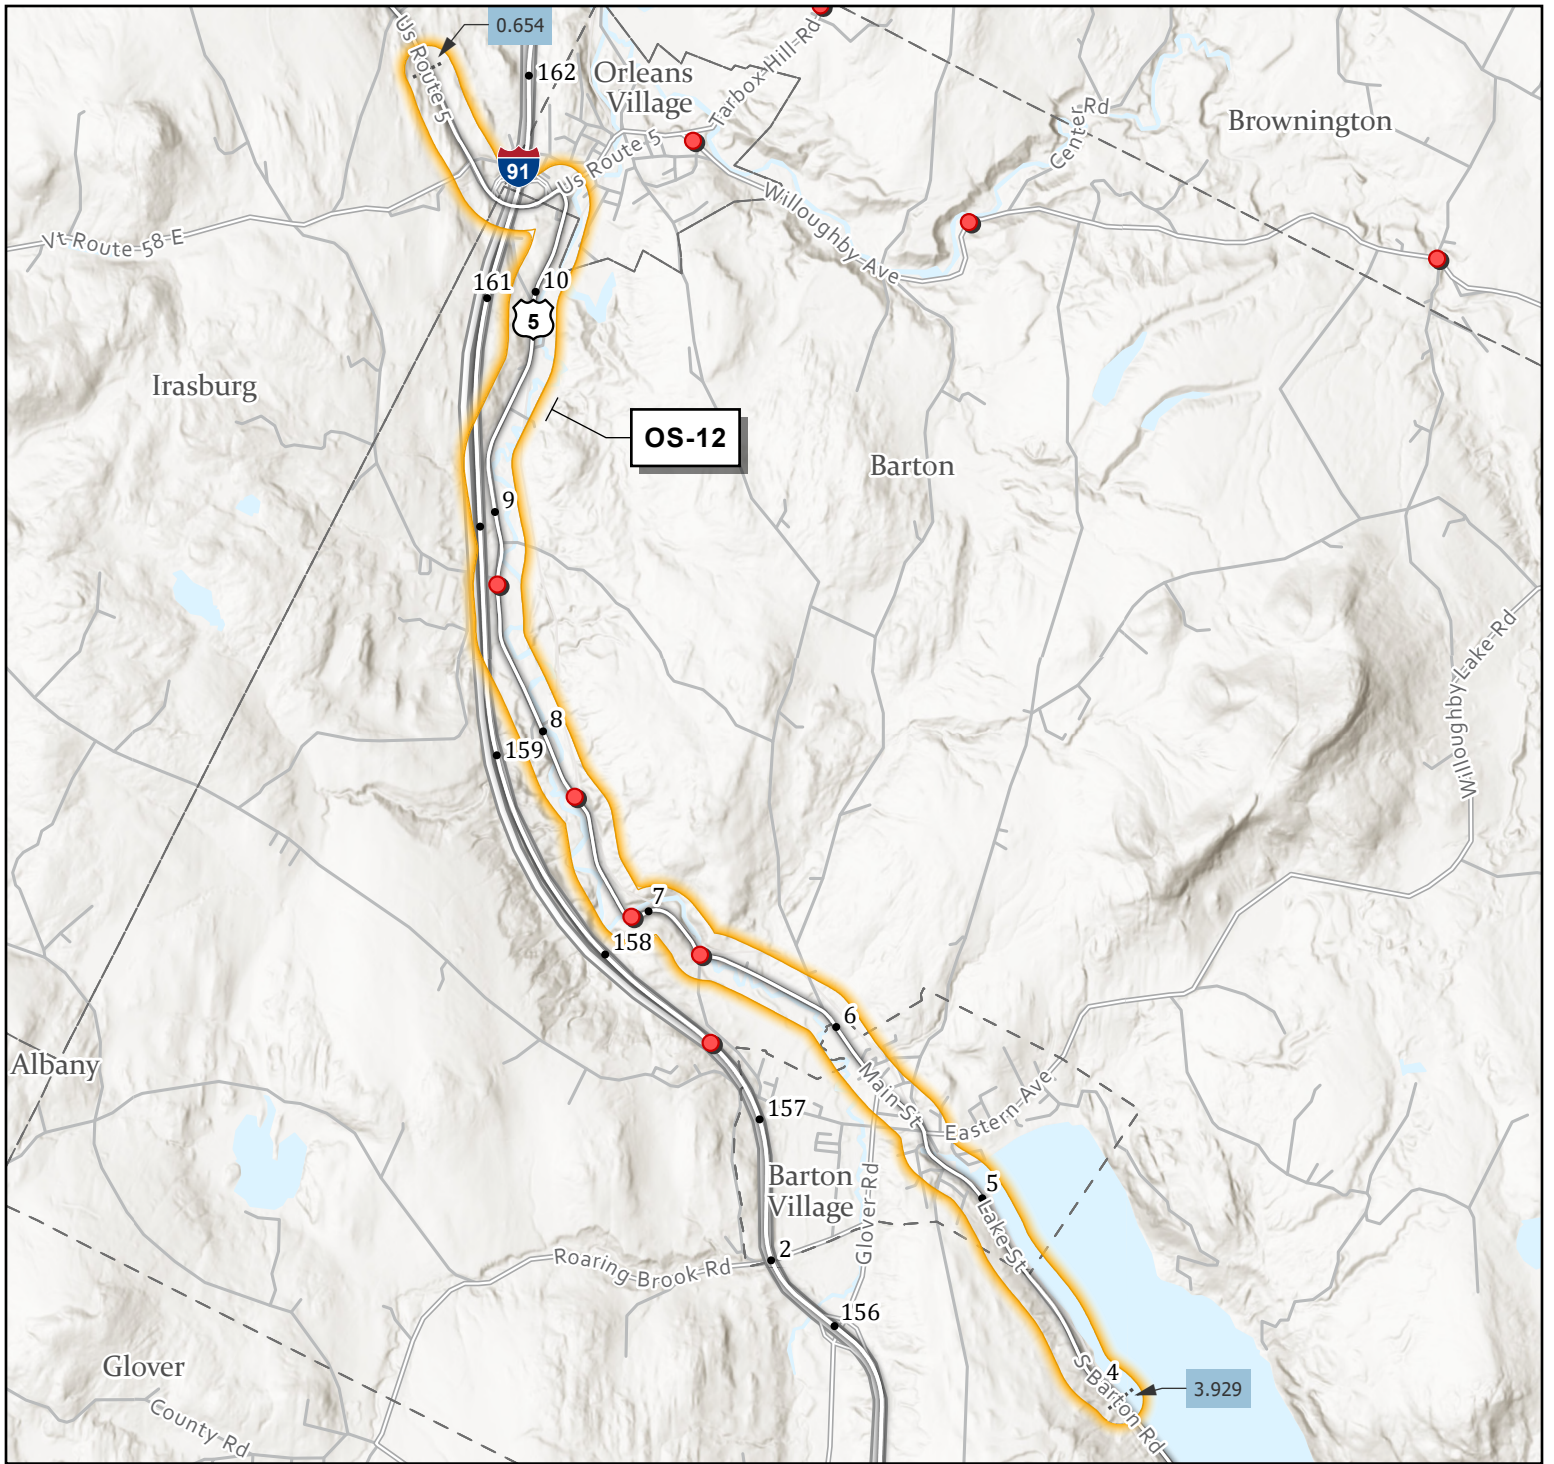 0.654
Us Route 5
162
Orleans
Village
Tarbox Hill Rd
Center Rd
Brownington
91
Us Route 5
Willoughby Ave
Vt Route 58 E
161
10
5
Irasburg
OS-12
Barton
9
Willoughby Lake Rd
8
159
7
158
6
Albany
Main St
Eastern Ave
157
Barton
Village
Glover Rd
5
Lake St
2
Roaring Brook Rd
156
Glover
County Rd
4
S Barton Rd
3.929